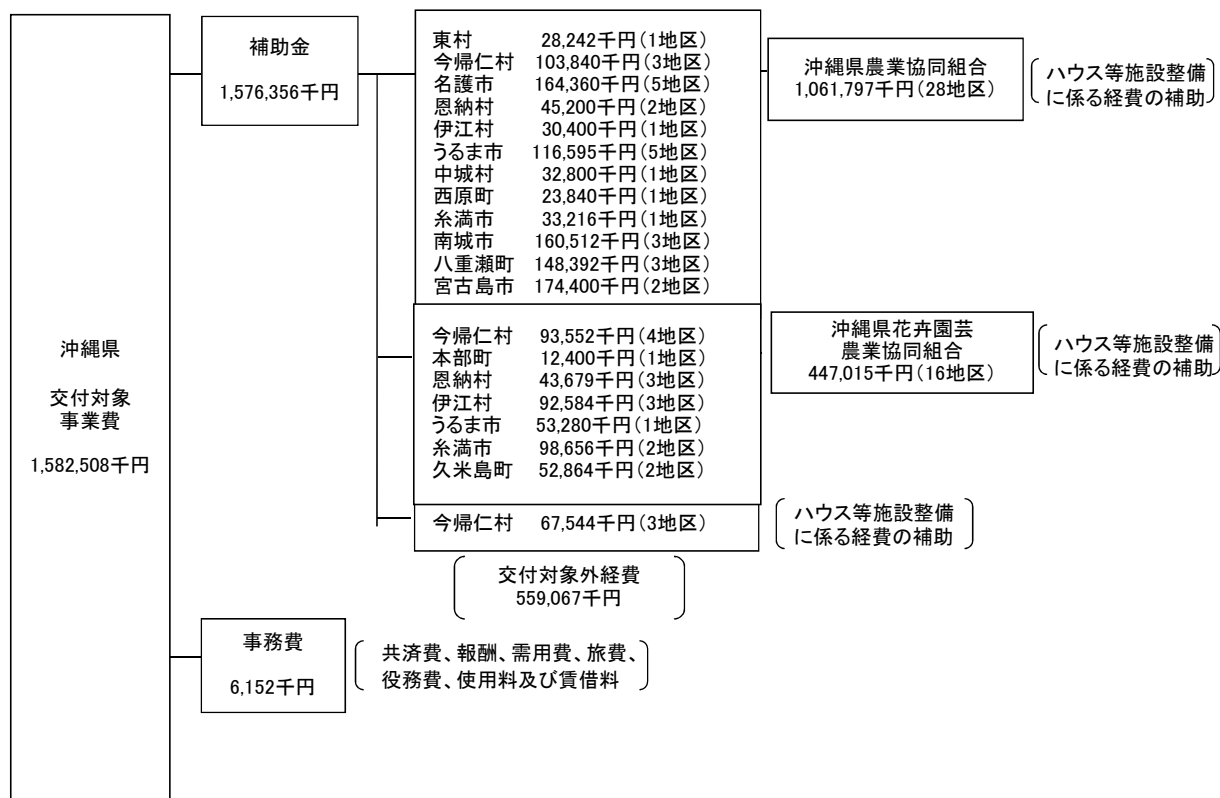 沖縄県
交付対象
事業費
1,582,508千円
補助金
1,576,356千円
東村 28,242千円(1地区)
今帰仁村 103,840千円(3地区)
名護市 164,360千円(5地区)
恩納村 45,200千円(2地区)
伊江村 30,400千円(1地区)
うるま市 116,595千円(5地区)
中城村 32,800千円(1地区)
西原町 23,840千円(1地区)
糸満市 33,216千円(1地区)
南城市 160,512千円(3地区)
八重瀬町 148,392千円(3地区)
宮古島市 174,400千円(2地区)
沖縄県農業協同組合
1,061,797千円(28地区)
ハウス等施設整備
に係る経費の補助
今帰仁村 93,552千円(4地区)
本部町 12,400千円(1地区)
恩納村 43,679千円(3地区)
伊江村 92,584千円(3地区)
うるま市 53,280千円(1地区)
糸満市 98,656千円(2地区)
久米島町 52,864千円(2地区)
沖縄県花卉園芸
農業協同組合
447,015千円(16地区)
ハウス等施設整備
に係る経費の補助
今帰仁村 67,544千円(3地区)
ハウス等施設整備
に係る経費の補助
交付対象外経費
559,067千円
事務費
6,152千円
共済費、報酬、需用費、旅費、
役務費、使用料及び賃借料